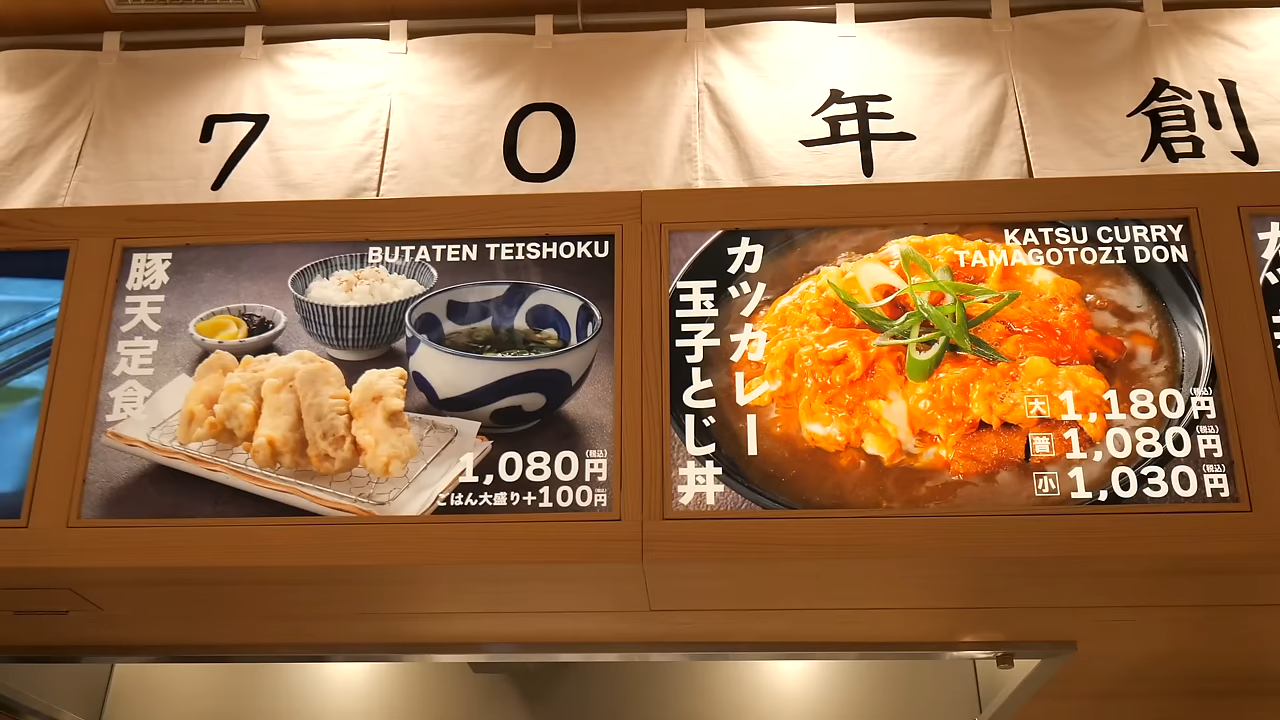 70年創
BUTATEN TEISHOKU
豚天定食
1,080円(税込)
ごはん大盛り+100円(税込)
KATSU CURRY
TAMAGOTOZI DON
カツカレー
玉子とじ丼
大 1,180円(税込)
普 1,080円(税込)
小 1,030円(税込)